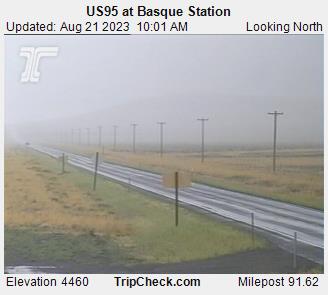 US95 at Basque Station
Updated: Aug 21 2023 10:01 AM Looking North
Elevation 4460 TripCheck.com Milepost 91.62